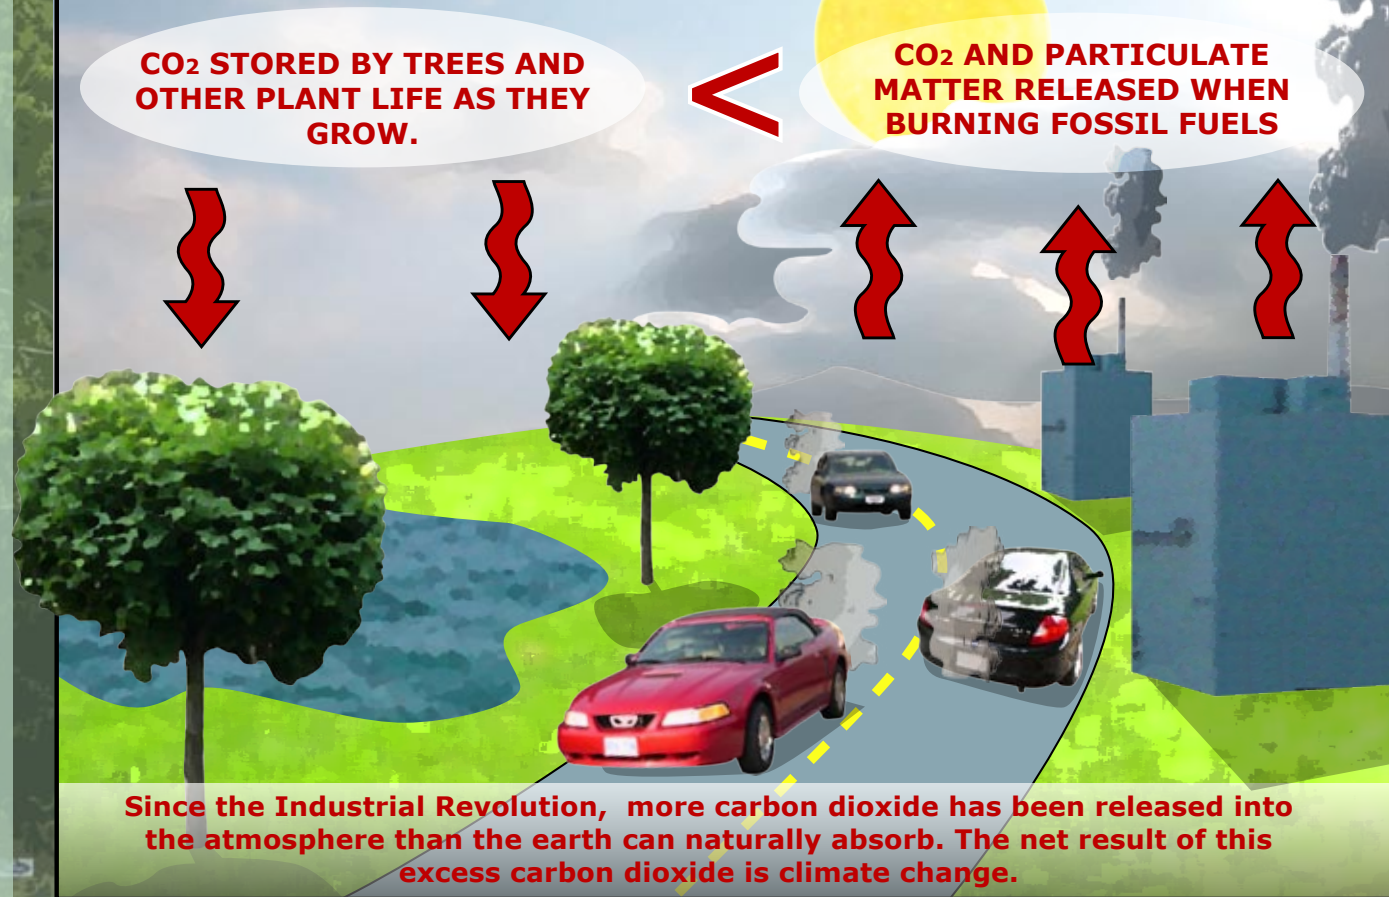 CO₂ STORED BY TREES AND
OTHER PLANT LIFE AS THEY
GROW.
<
CO₂ AND PARTICULATE
MATTER RELEASED WHEN
BURNING FOSSIL FUELS
Since the Industrial Revolution,  more carbon dioxide has been released into
the atmosphere than the earth can naturally absorb. The net result of this
excess carbon dioxide is climate change.